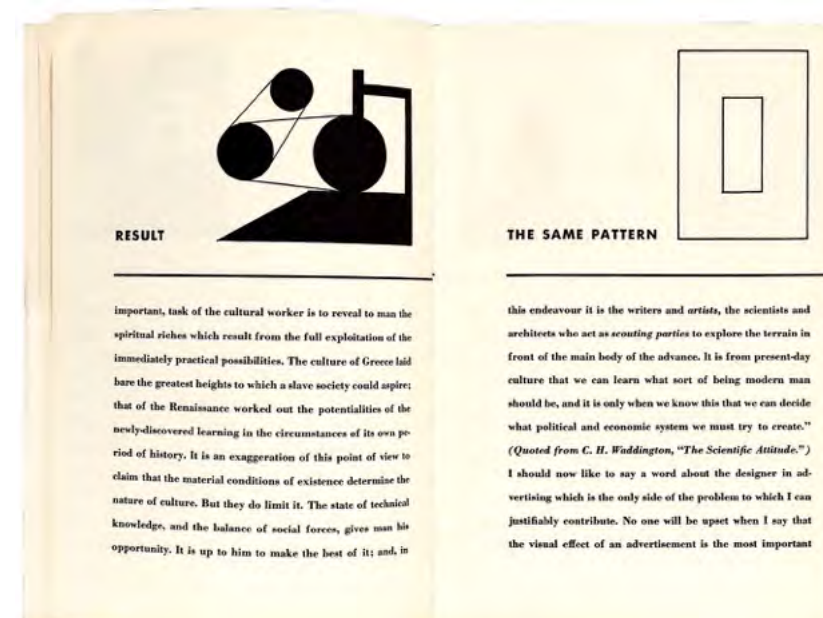 RESULT
important, task of the cultural worker is to reveal to man the
spiritual riches which result from the full exploitation of the
immediately practical possibilities. The culture of Greece laid
bare the greatest heights to which a slave society could aspire;
that of the Renaissance worked out the potentialities of the
newly-discovered learning in the circumstances of its own pe-
riod of history. It is an exaggeration of this point of view to
claim that the material conditions of existence determine the
nature of culture. But they do limit it. The state of technical
knowledge, and the balance of social forces, gives man his
opportunity. It is up to him to make the best of it; and, in
THE SAME PATTERN
this endeavour it is the writers and artists, the scientists and
architects who act as scouting parties to explore the terrain in
front of the main body of the advance. It is from present-day
culture that we can learn what sort of being modern man
should be, and it is only when we know this that we can decide
what political and economic system we must try to create."
(Quoted from C. H. Waddington, "The Scientific Attitude.")
I should now like to say a word about the designer in ad-
vertising which is the only side of the problem to which I can
justifiably contribute. No one will be upset when I say that
the visual effect of an advertisement is the most important